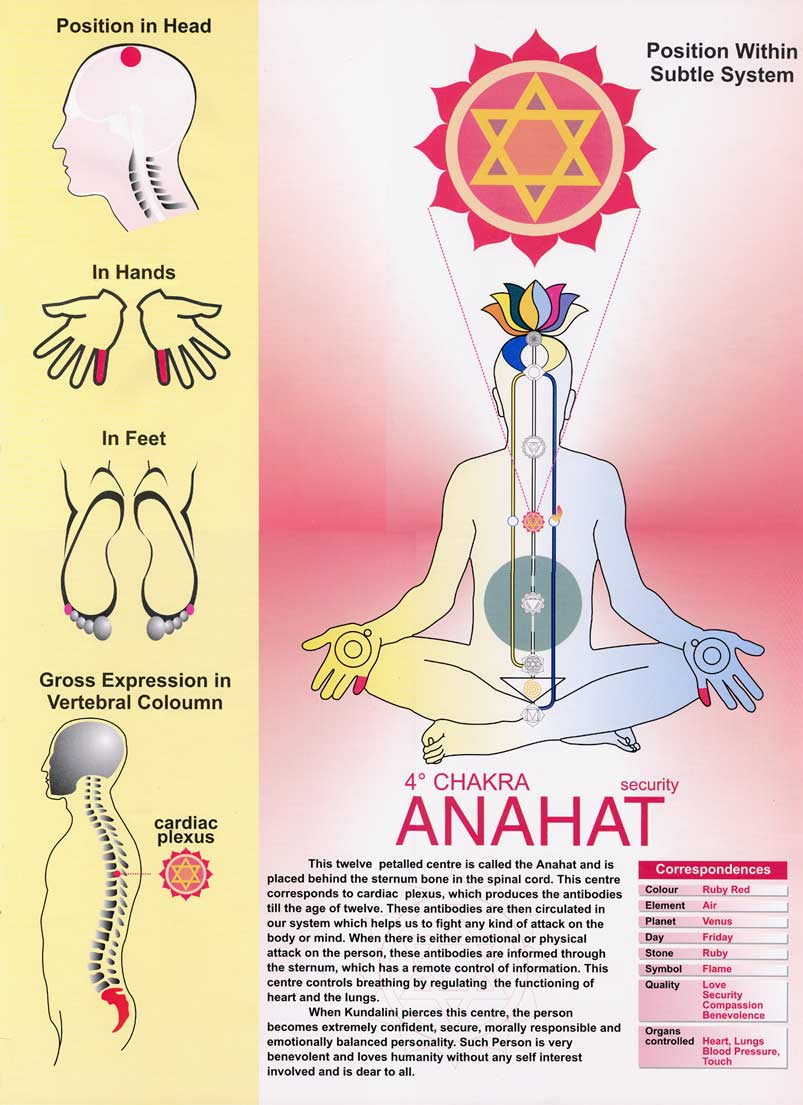 Position in Head
In Hands
In Feet
Gross Expression in
Vertebral Coloumn
cardiac
plexus
Position Within
Subtle System
4° CHAKRA
security
ANAHAT
This twelve petalled centre is called the Anahat and is
placed behind the sternum bone in the spinal cord. This centre
corresponds to cardiac plexus, which produces the antibodies
till the age of twelve. These antibodies are then circulated in
our system which helps us to fight any kind of attack on the
body or mind. When there is either emotional or physical
attack on the person, these antibodies are informed through
the sternum, which has a remote control of information. This
centre controls breathing by regulating the functioning of
heart and the lungs.
When Kundalini pierces this centre, the person
becomes extremely confident, secure, morally responsible and
emotionally balanced personality. Such Person is very
benevolent and loves humanity without any self interest
involved and is dear to all.
Correspondences
Colour Ruby Red
Element Air
Planet Venus
Day Friday
Stone Ruby
Symbol Flame
Quality Love
Security
Compassion
Benevolence
Organs
controlled Heart, Lungs
Blood Pressure,
Touch